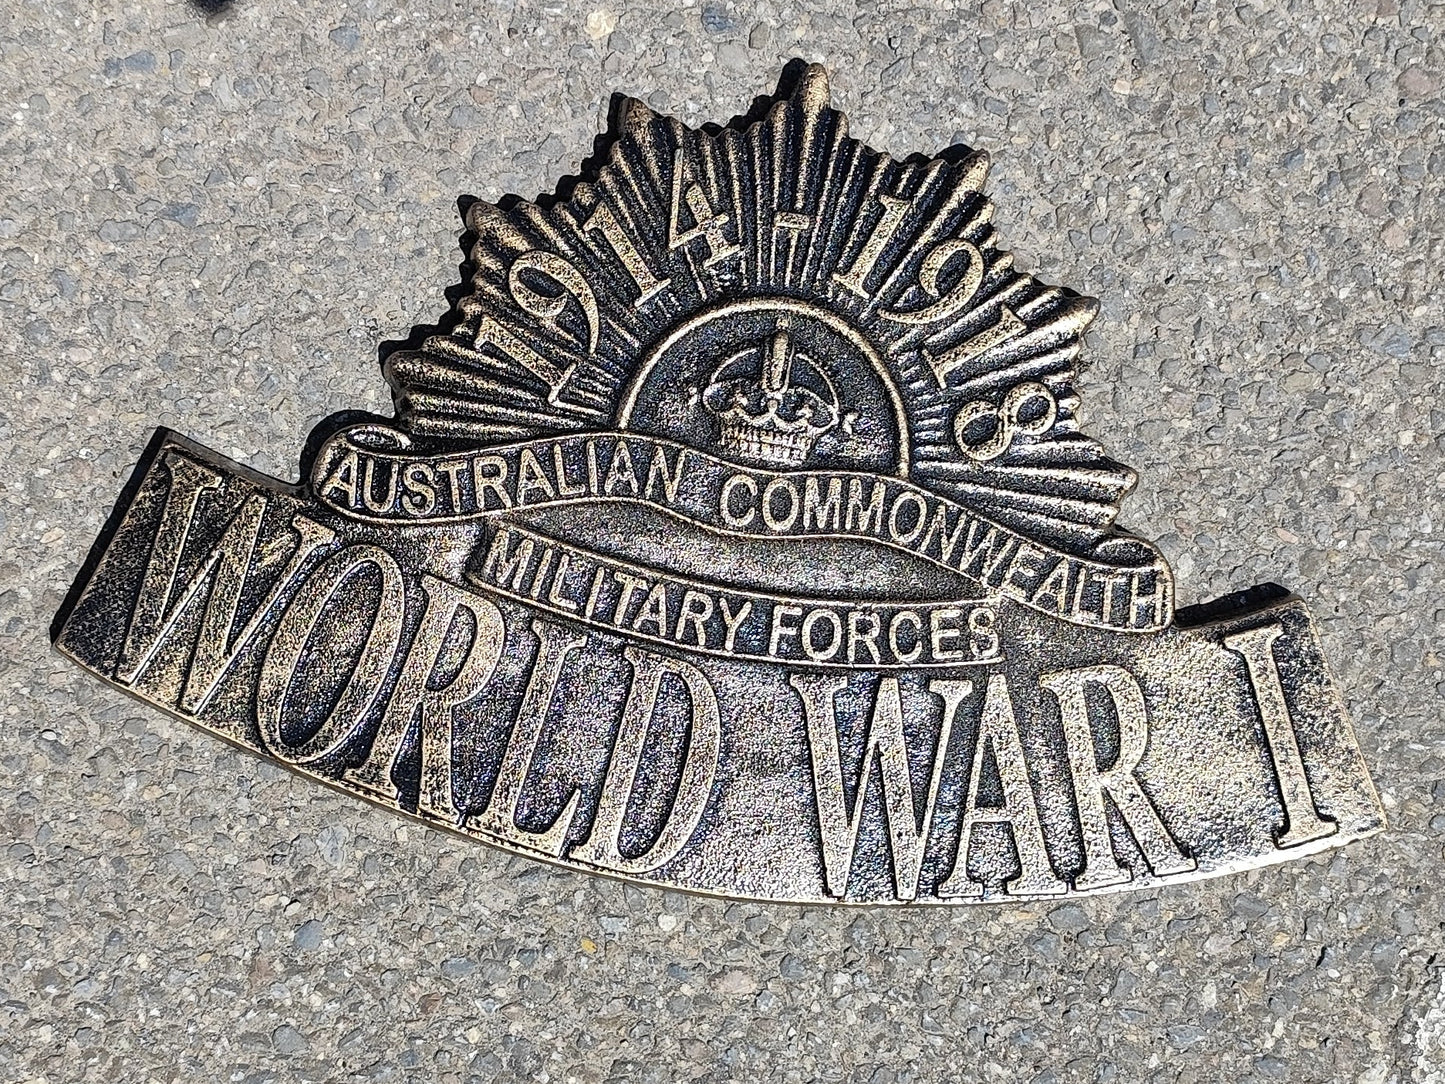 1914-1918
AUSTRALIAN COMMONWEALTH
MILITARY FORCES
WORLD WAR I